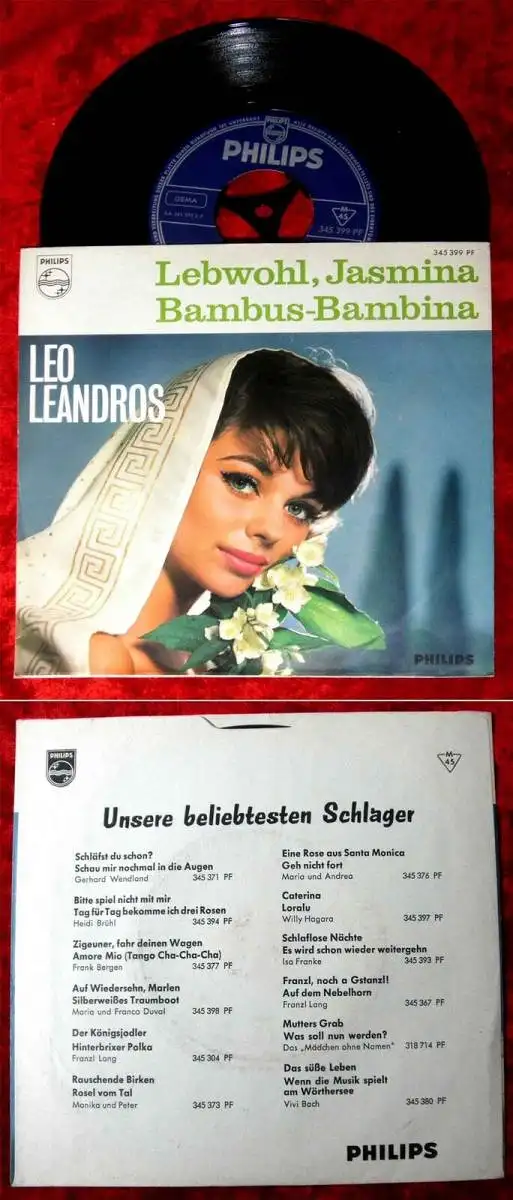 PHILIPS
PHILIPS
GEMA
M
45
345 399 PF
PHILIPS
345 399 PF
Lebwohl, Jasmina
Bambus-Bambina
LEO
LEANDROS
PHILIPS
PHILIPS
M
45
Unsere beliebtesten Schlager
Schläfst du schon?
Schau mir nochmal in die Augen
Gerhard Wendland 345 371 PF
Bitte spiel nicht mit mir
Tag für Tag bekomme ich drei Rosen
Heidi Brühl 345 394 PF
Zigeuner, fahr deinen Wagen
Amore Mio (Tango Cha-Cha-Cha)
Frank Bergen 345 377 PF
Auf Wiedersehn, Marlen
Silberweißes Traumboot
Maria und Franco Duval 345 398 PF
Der Königsjodler
Hinterbrixer Polka
Franzl Lang 345 304 PF
Rauschende Birken
Rosel vom Tal
Monika und Peter 345 373 PF
Eine Rose aus Santa Monica
Geh nicht fort
Maria und Andrea 345 376 PF
Caterina
Loralu
Willy Hagara 345 397 PF
Schlaflose Nächte
Es wird schon wieder weitergehn
Isa Franke 345 393 PF
Franzl, noch a Gstanzl!
Auf dem Nebelhorn
Franzl Lang 345 367 PF
Mutters Grab
Was soll nun werden?
Das „Mädchen ohne Namen" 318 714 PF
Das süße Leben
Wenn die Musik spielt
am Wörthersee
Vivi Bach 345 380 PF
PHILIPS